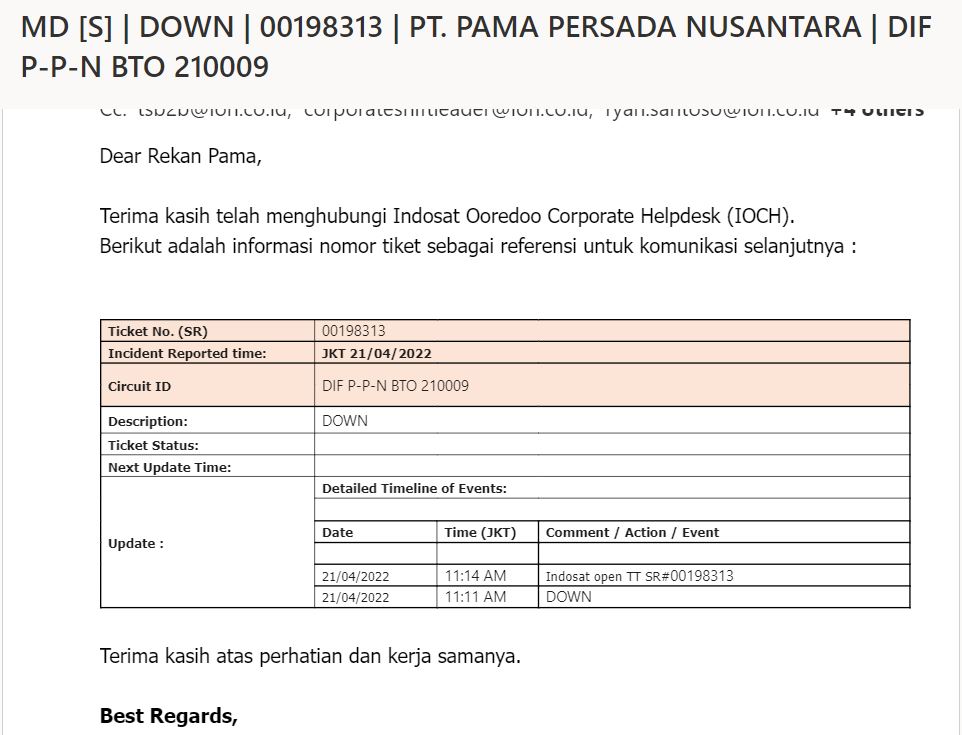 MD [S] | DOWN | 00198313 | PT. PAMA PERSADA NUSANTARA | DIF
P-P-N BTO 210009
Cc: tsb2b@ioh.co.id; corporateshiftleader@ioh.co.id; ryan.santoso@ioh.co.id +4 others
Dear Rekan Pama,
Terima kasih telah menghubungi Indosat Ooredoo Corporate Helpdesk (IOCH).
Berikut adalah informasi nomor tiket sebagai referensi untuk komunikasi selanjutnya :
Ticket No. (SR) 00198313
Incident Reported time: JKT 21/04/2022
Circuit ID DIF P-P-N BTO 210009
Description: DOWN
Ticket Status:
Next Update Time:
Update :
Detailed Timeline of Events:
Date Time (JKT) Comment / Action / Event
21/04/2022 11:14 AM Indosat open TT SR#00198313
21/04/2022 11:11 AM DOWN
Terima kasih atas perhatian dan kerja samanya.
Best Regards,